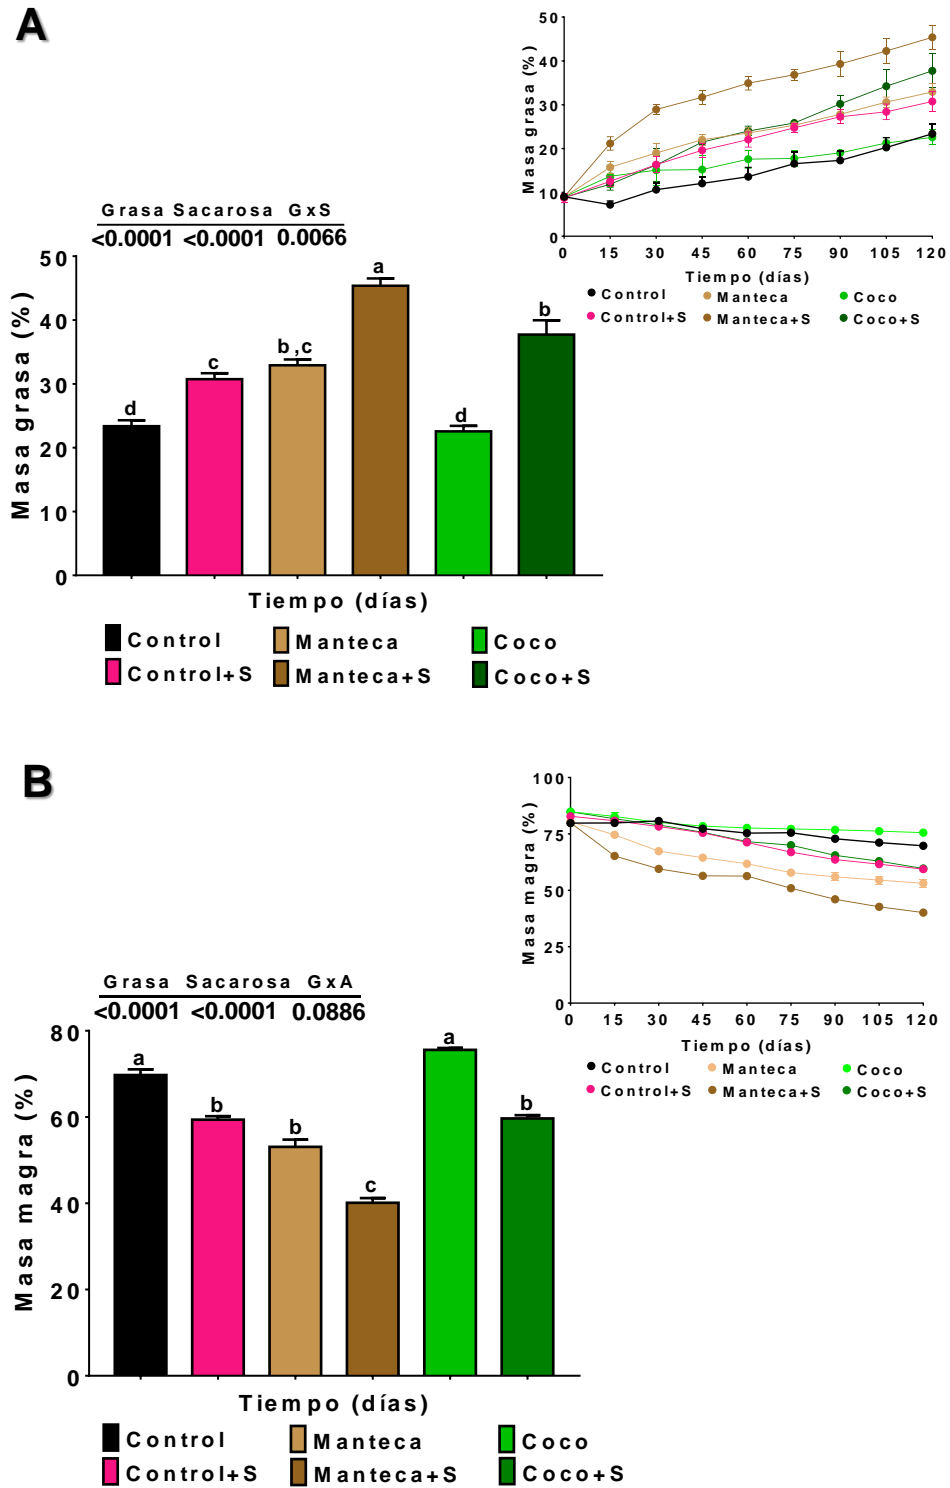 A
50
40
30
20
10
0
Masa grasa (%)
0 15 30 45 60 75 90 105 120
Tiempo (días)
Control Manteca Coco
Control+S Manteca+S Coco+S
Grasa Sacarosa GxS
<0.0001 <0.0001 0.0066
50
40
30
20
10
0
Masa grasa (%)
d c b,c a d b
Tiempo (días)
Control Manteca Coco
Control+S Manteca+S Coco+S
B
100
75
50
25
0
Masa magra (%)
0 15 30 45 60 75 90 105 120
Tiempo (días)
Control Manteca Coco
Control+S Manteca+S Coco+S
Grasa Sacarosa GxA
<0.0001 <0.0001 0.0886
80
60
40
20
0
Masa magra (%)
a b b c a b
Tiempo (días)
Control Manteca Coco
Control+S Manteca+S Coco+S